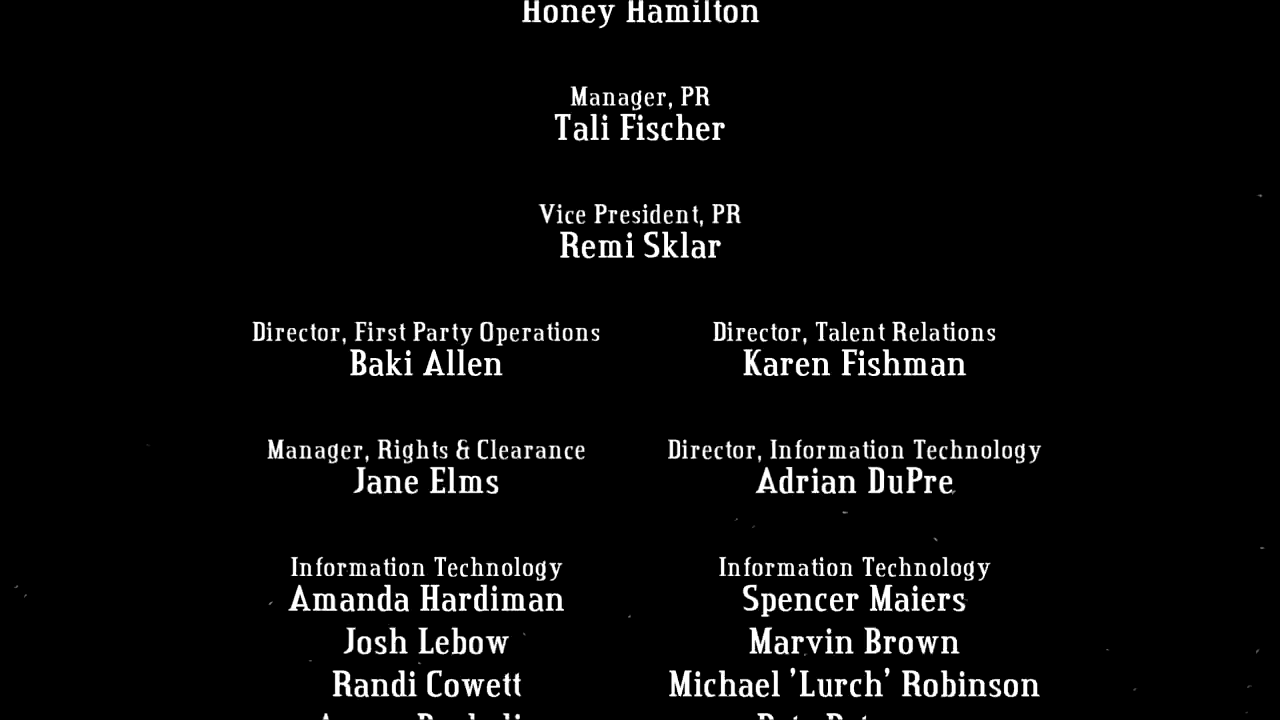 Honey Hamilton
Manager, PR
Tali Fischer
Vice President, PR
Remi Sklar
Director, First Party Operations
Baki Allen
Director, Talent Relations
Karen Fishman
Manager, Rights & Clearance
Jane Elms
Director, Information Technology
Adrian DuPre
Information Technology
Amanda Hardiman
Josh Lebow
Randi Cowett
Information Technology
Spencer Maiers
Marvin Brown
Michael 'Lurch' Robinson